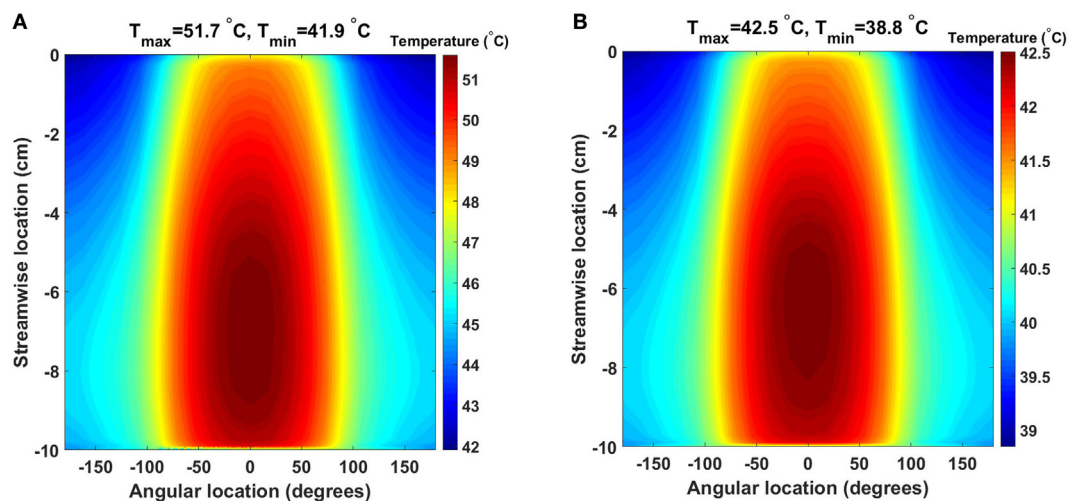 A
T_max=51.7 °C, T_min=41.9 °C
Temperature (°C)
0
-2
-4
-6
-8
-10
Streamwise location (cm)
-150 -100 -50 0 50 100 150
Angular location (degrees)
51
50
49
48
47
46
45
44
43
42
B
T_max=42.5 °C, T_min=38.8 °C
Temperature (°C)
0
-2
-4
-6
-8
-10
Streamwise location (cm)
-150 -100 -50 0 50 100 150
Angular location (degrees)
42.5
42
41.5
41
40.5
40
39.5
39